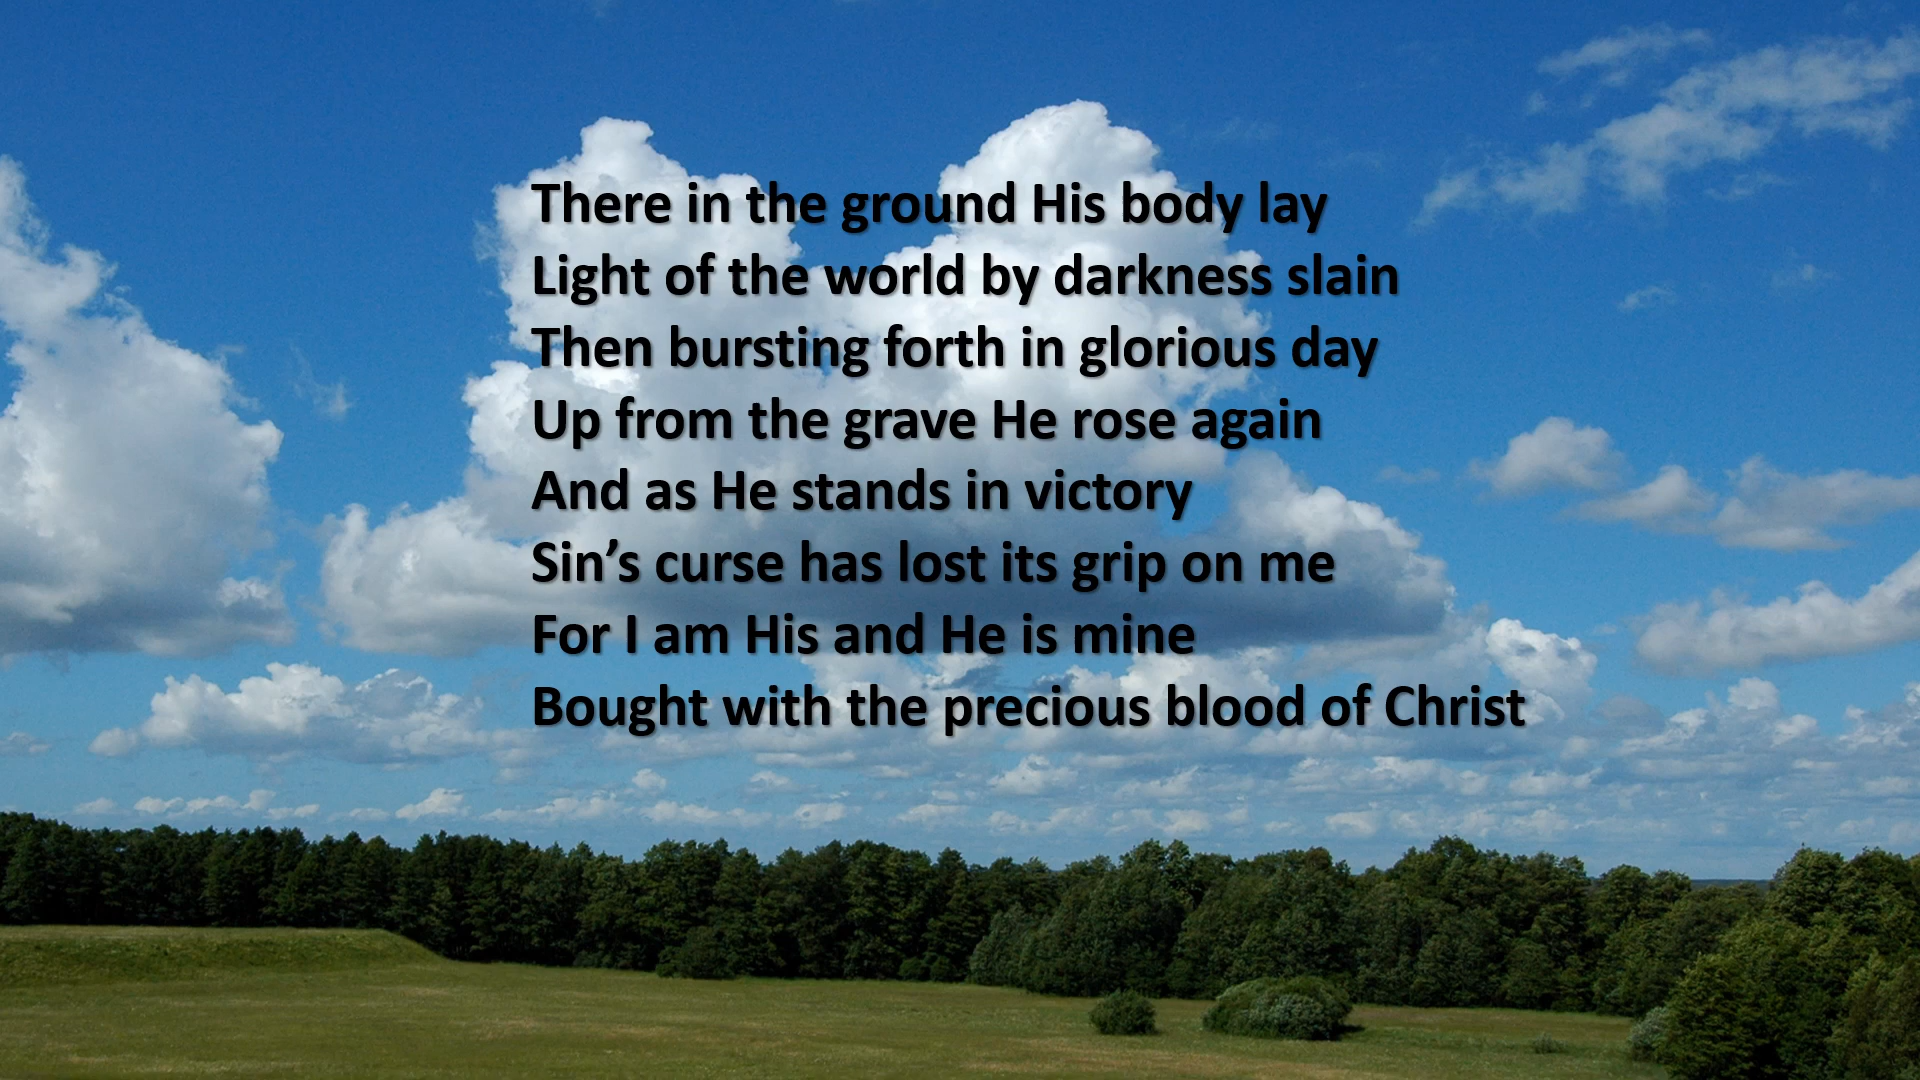 There in the ground His body lay
Light of the world by darkness slain
Then bursting forth in glorious day
Up from the grave He rose again
And as He stands in victory
Sin’s curse has lost its grip on me
For I am His and He is mine
Bought with the precious blood of Christ